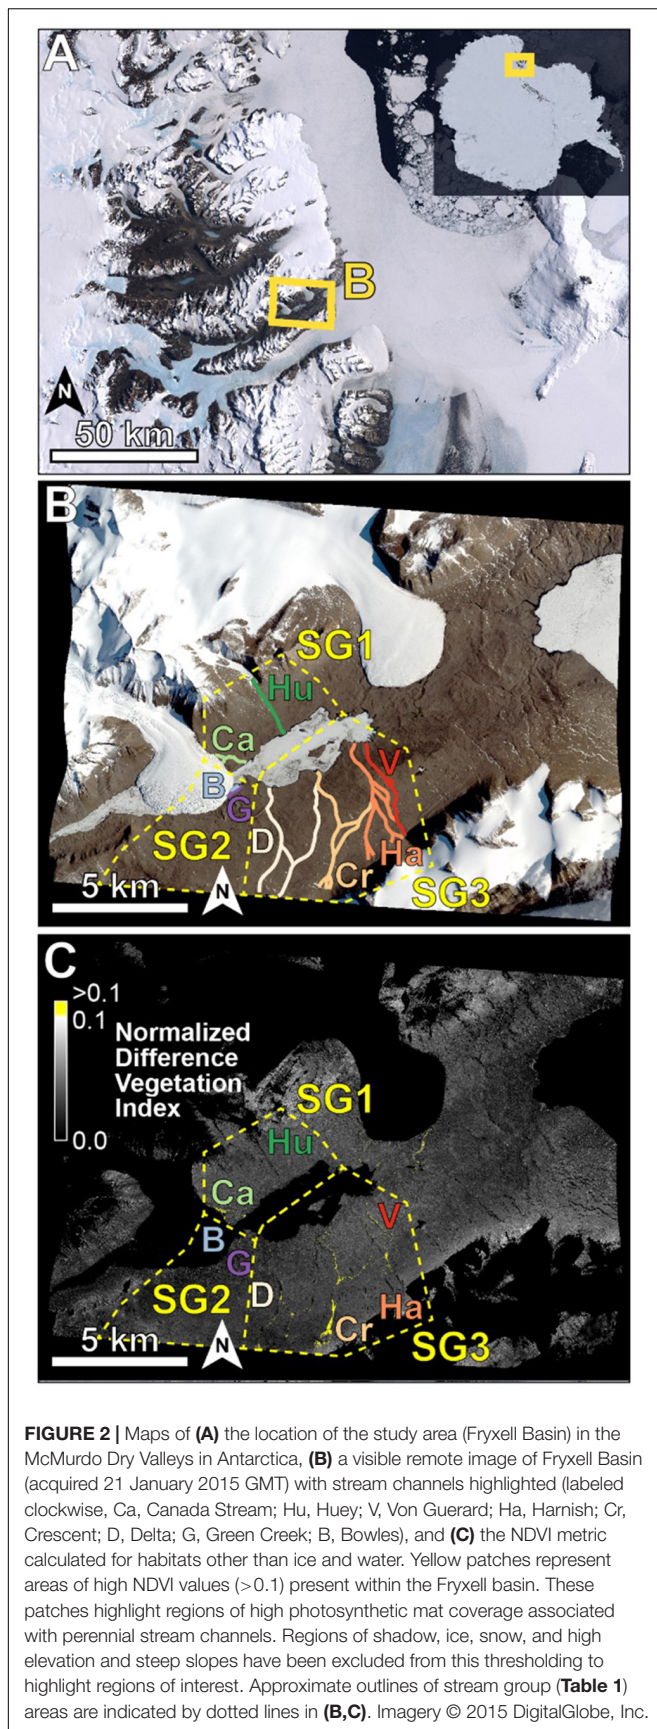 A
B
N
50 km
B
SG1
Hu
Ca
V
B
G
SG2
D
Ha
Cr
N
SG3
5 km
C
>0.1
0.1
Normalized
Difference
Vegetation
Index
0.0
SG1
Hu
Ca
V
B
G
SG2
D
Ha
Cr
N
SG3
5 km
FIGURE 2 | Maps of (A) the location of the study area (Fryxell Basin) in the
McMurdo Dry Valleys in Antarctica, (B) a visible remote image of Fryxell Basin
(acquired 21 January 2015 GMT) with stream channels highlighted (labeled
clockwise, Ca, Canada Stream; Hu, Huey; V, Von Guerard; Ha, Harnish; Cr,
Crescent; D, Delta; G, Green Creek; B, Bowles), and (C) the NDVI metric
calculated for habitats other than ice and water. Yellow patches represent
areas of high NDVI values (>0.1) present within the Fryxell basin. These
patches highlight regions of high photosynthetic mat coverage associated
with perennial stream channels. Regions of shadow, ice, snow, and high
elevation and steep slopes have been excluded from this thresholding to
highlight regions of interest. Approximate outlines of stream group (Table 1)
areas are indicated by dotted lines in (B,C). Imagery © 2015 DigitalGlobe, Inc.